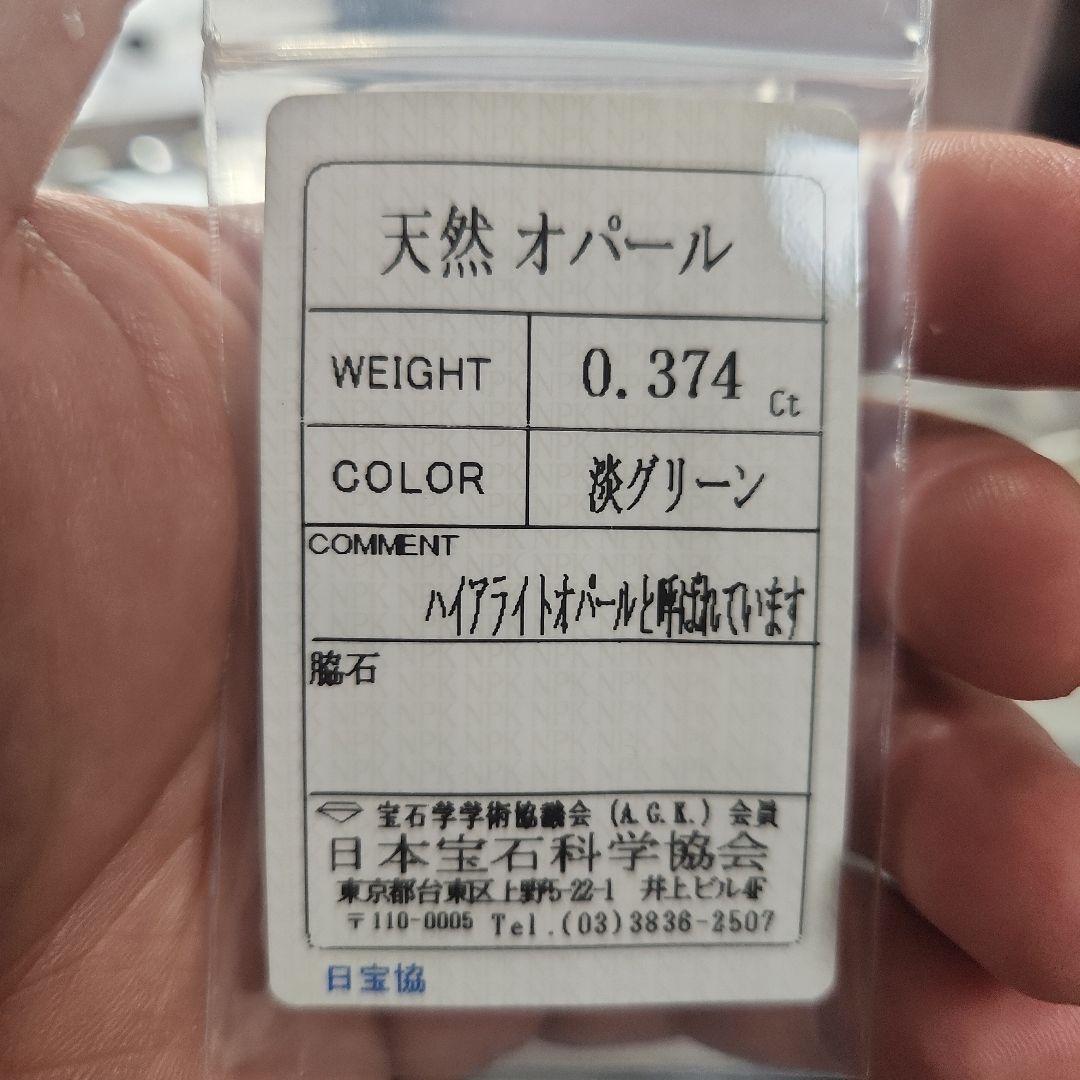 天然 オパール
WEIGHT 0.374 Ct
COLOR 淡グリーン
COMMENT
ハイアライトオパールと呼ばれています
脇石
宝石学学術協議会 (A.G.K.) 会員
日本宝石科学協会
東京都台東区上野5-22-1 井上ビル4F
〒110-0005 Tel.(03)3836-2507
日宝協